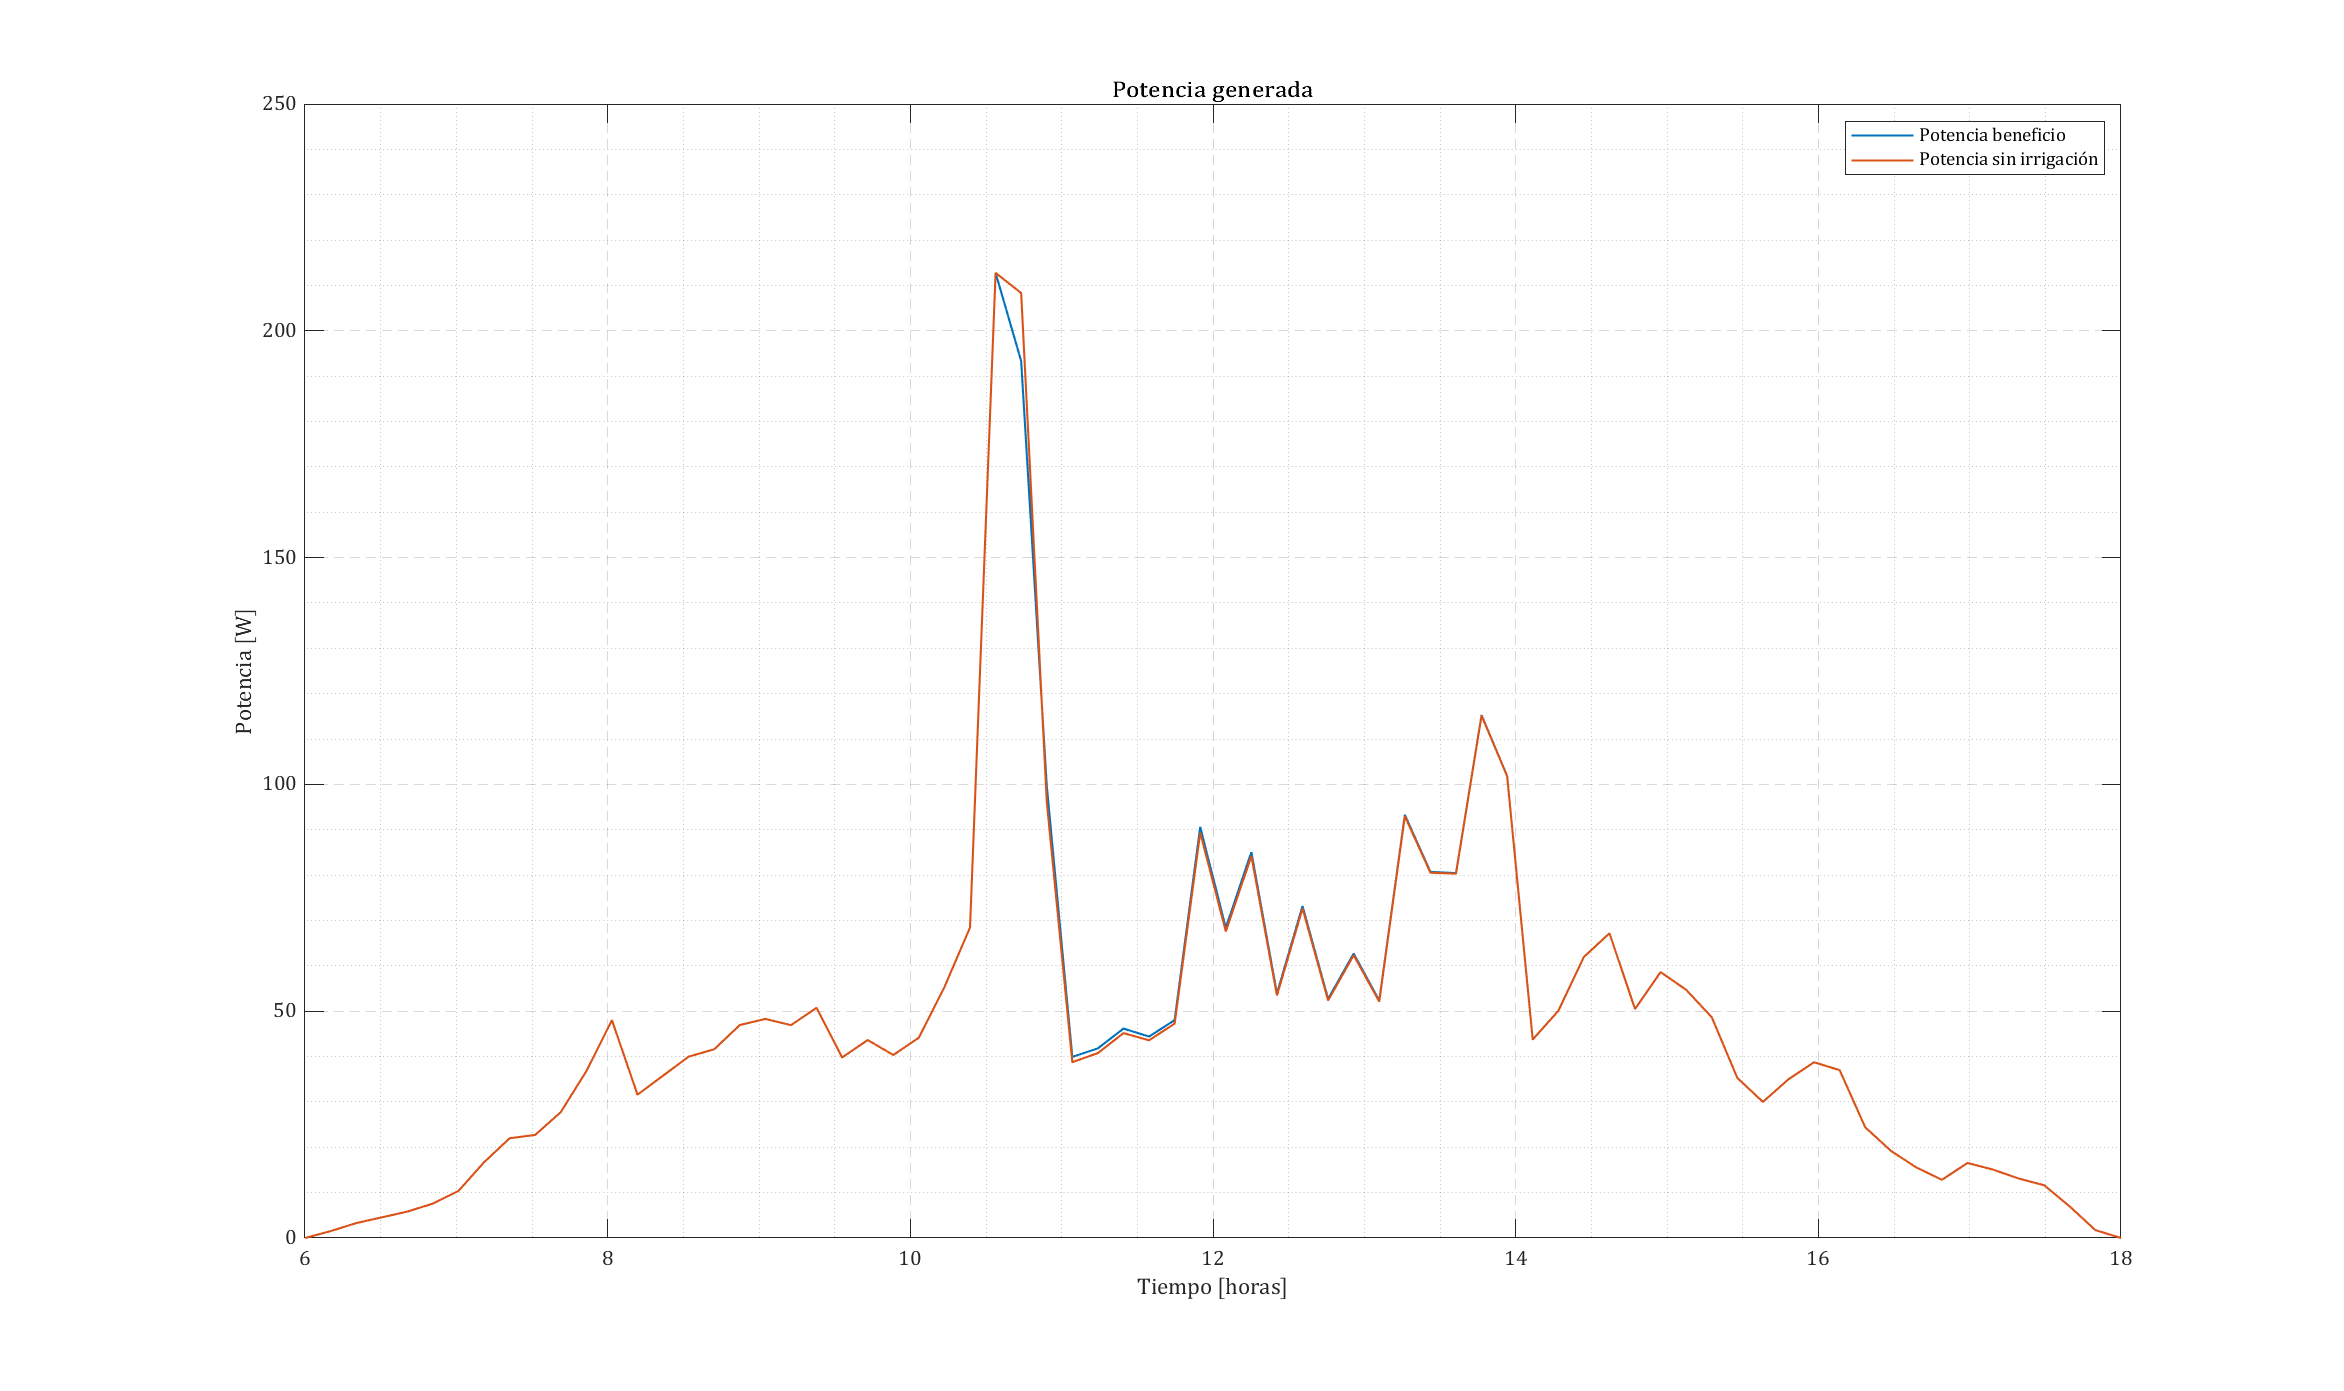 Potencia generada
250
200
150
100
50
0
Potencia [W]
6 8 10 12 14 16 18
Tiempo [horas]
Potencia beneficio
Potencia sin irrigación